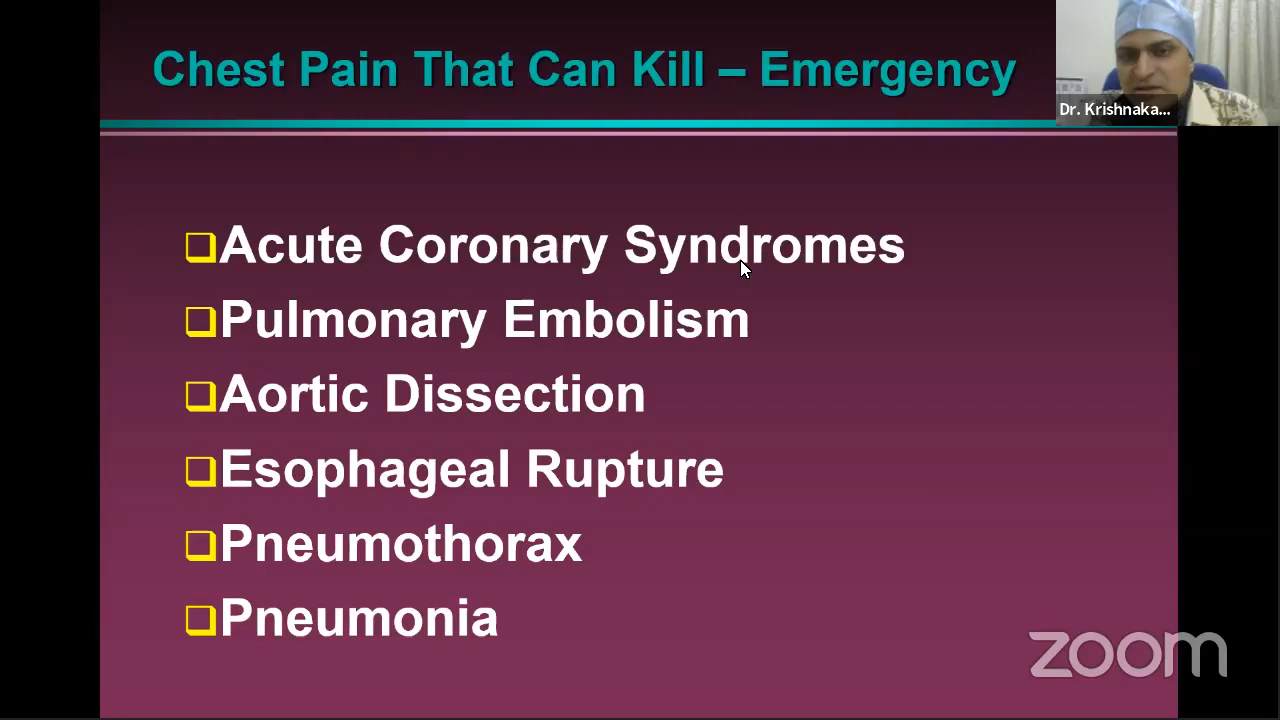 Chest Pain That Can Kill – Emergency
Dr. Krishnaka...
Acute Coronary Syndromes
Pulmonary Embolism
Aortic Dissection
Esophageal Rupture
Pneumothorax
Pneumonia
zoom